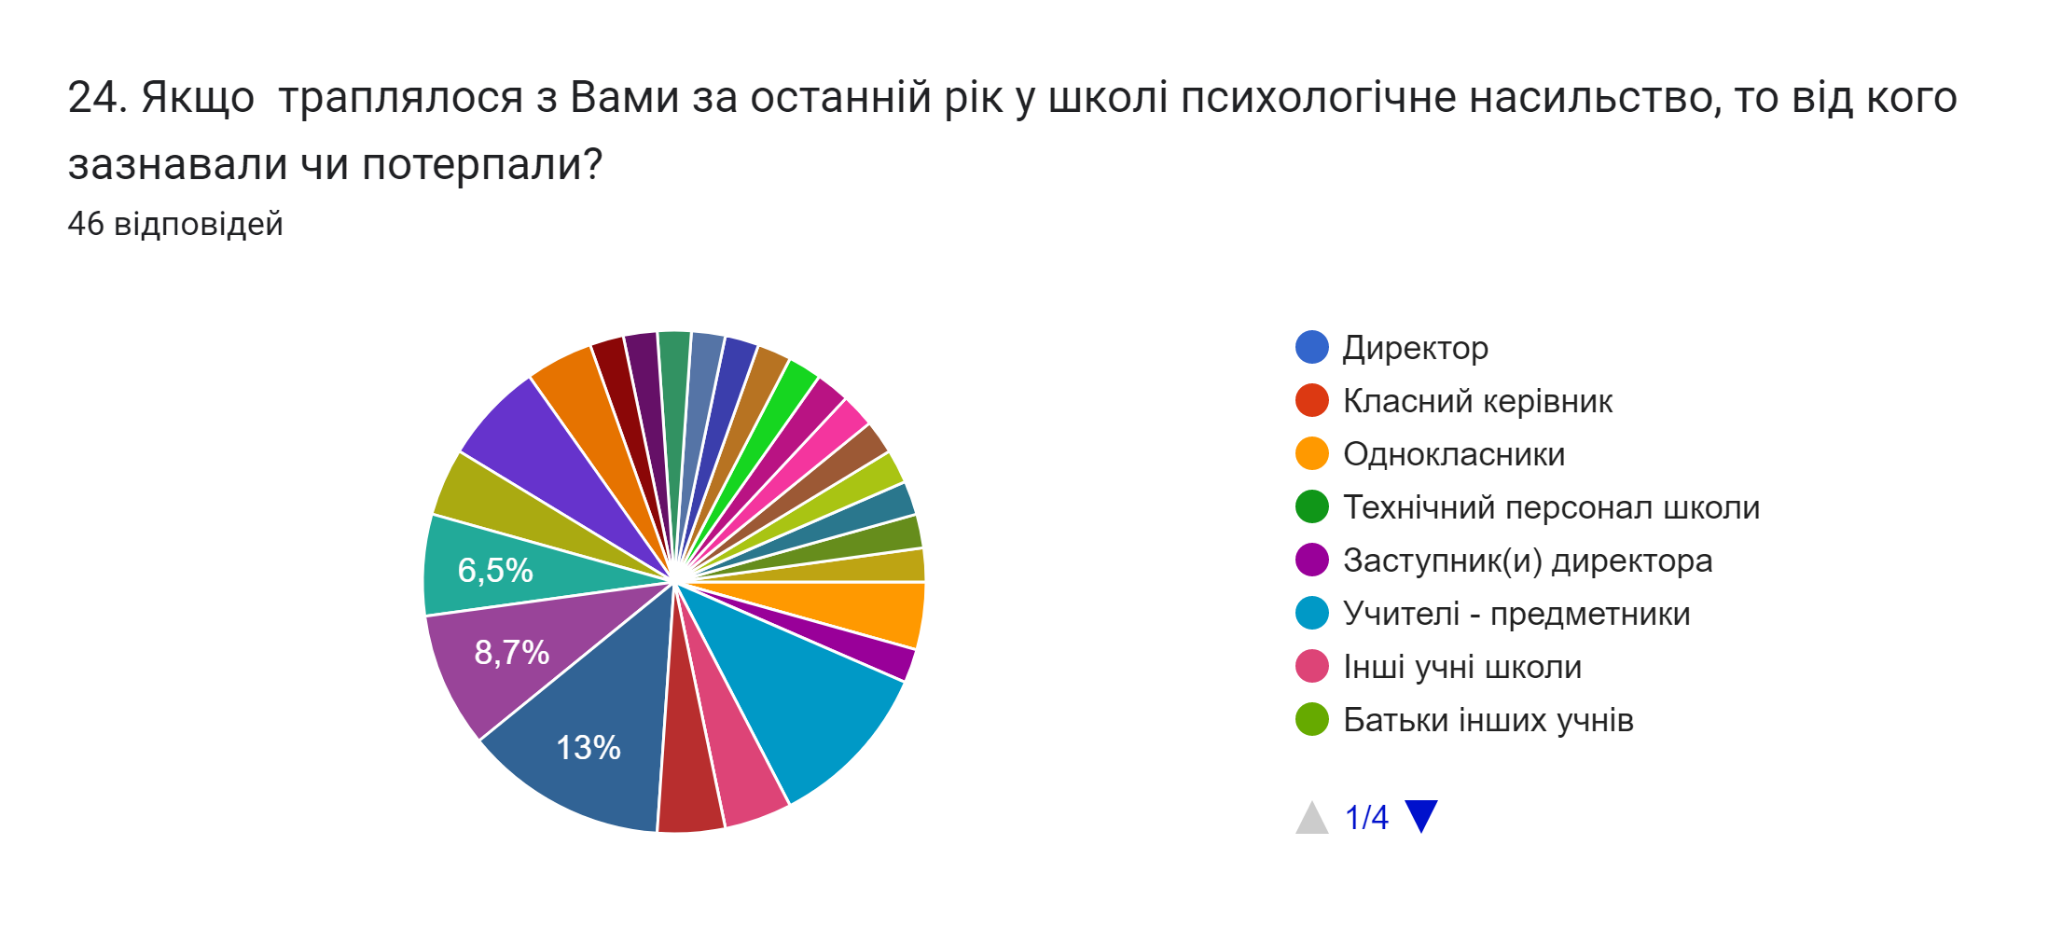 24. Якщо  траплялося з Вами за останній рік у школі психологічне насильство, то від кого
зазнавали чи потерпали?
46 відповідей
6,5%
8,7%
13%
Директор
Класний керівник
Однокласники
Технічний персонал школи
Заступник(и) директора
Учителі - предметники
Інші учні школи
Батьки інших учнів
1/4